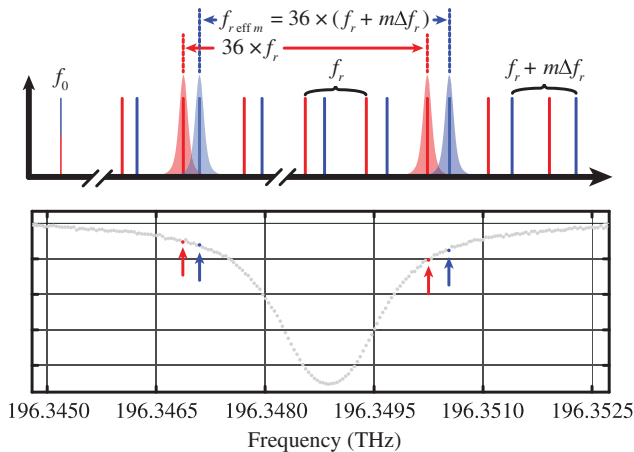 f_{r eff m} = 36 × (f_r + mΔf_r)
36 × f_r
f_0
f_r
f_r + mΔf_r
196.3450 196.3465 196.3480 196.3495 196.3510 196.3525
Frequency (THz)